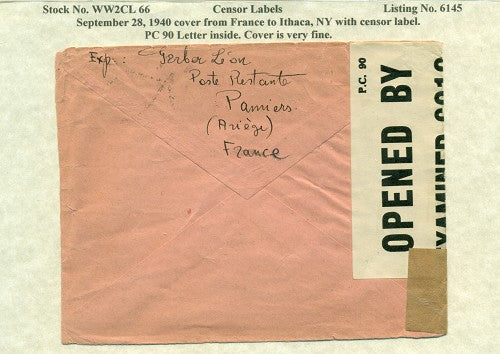 Stock No. WW2CL 66 Censor Labels Listing No. 6145
September 28, 1940 cover from France to Ithaca, NY with censor label.
PC 90 Letter inside. Cover is very fine.
Exp: Gerber Léon
Poste Restante
Pamiers
(Ariège)
France
P.C. 90
OPENED BY
EXAMINER